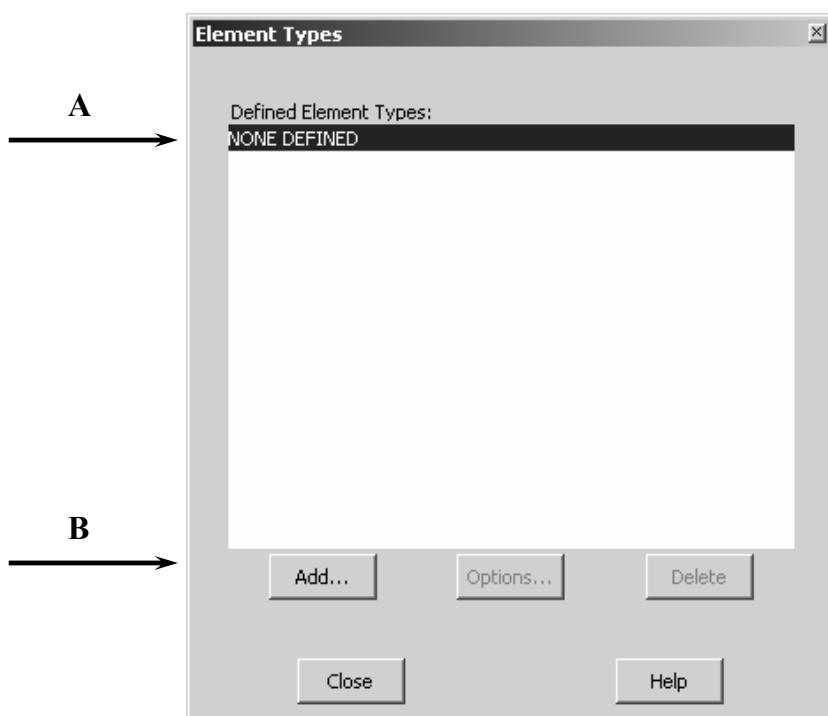 Element Types
A
Defined Element Types:
NONE DEFINED
B
Add... Options... Delete
Close Help